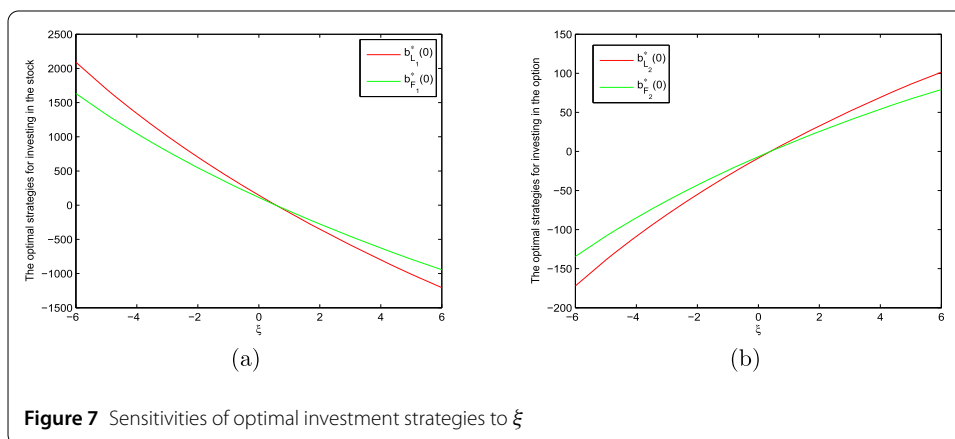 The optimal strategies for investing in the stock
2500
2000
1500
1000
500
0
−500
−1000
−1500
−6
−4
−2
0
2
4
6
ξ
b*L1(0)
b*F1(0)
(a)
The optimal strategies for investing in the option
150
100
50
0
−50
−100
−150
−200
−6
−4
−2
0
2
4
6
ξ
b*L2(0)
b*F2(0)
(b)
Figure 7 Sensitivities of optimal investment strategies to ξ